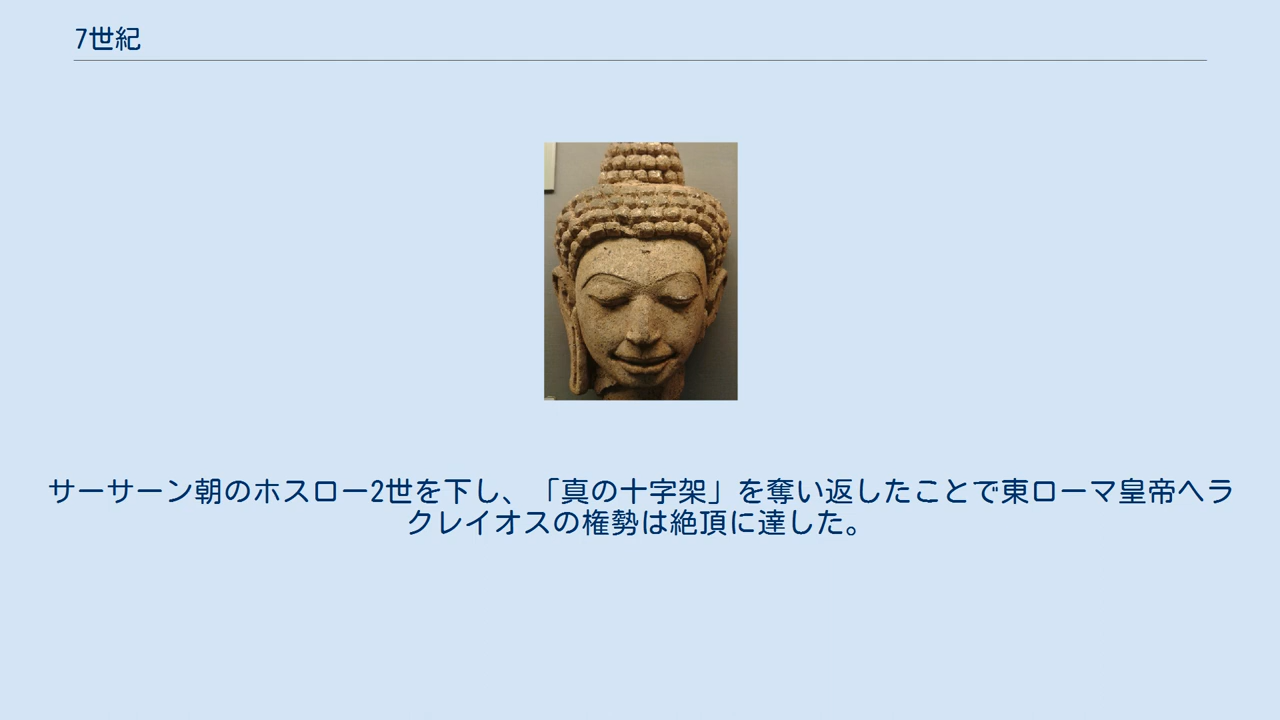 7世紀
サーサーン朝のホスロー2世を下し、「真の十字架」を奪い返したことで東ローマ皇帝ヘラ
クレイオスの権勢は絶頂に達した。